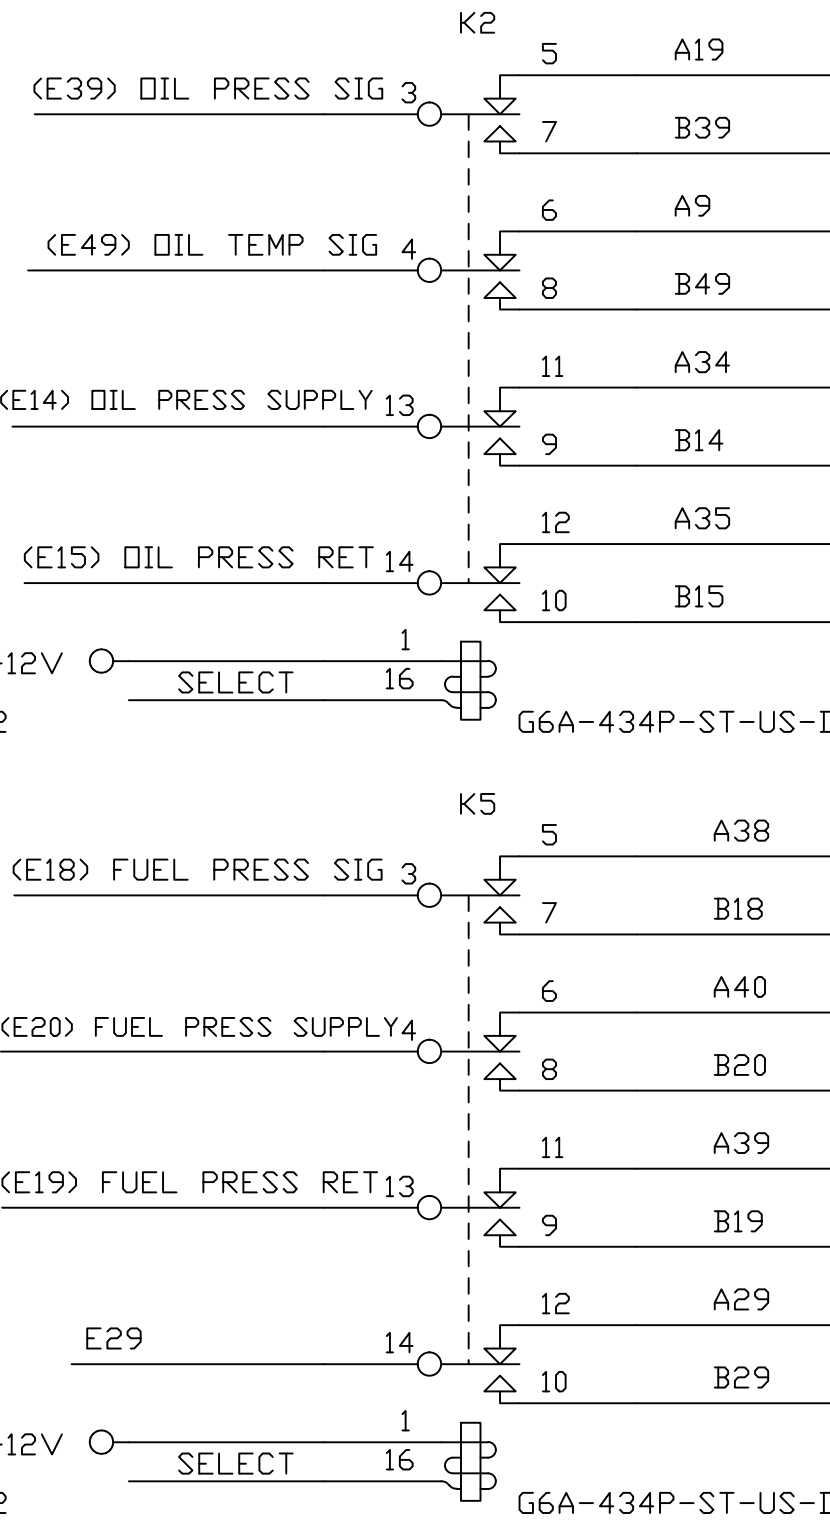 K2
5 A19
(E39) OIL PRESS SIG 3
7 B39
6 A9
(E49) OIL TEMP SIG 4
8 B49
11 A34
(E14) OIL PRESS SUPPLY 13
9 B14
12 A35
(E15) OIL PRESS RET 14
10 B15
12V 1
SELECT 16
2 G6A-434P-ST-US-D
K5
5 A38
(E18) FUEL PRESS SIG 3
7 B18
6 A40
(E20) FUEL PRESS SUPPLY 4
8 B20
11 A39
(E19) FUEL PRESS RET 13
9 B19
12 A29
E29 14
10 B29
12V 1
SELECT 16
2 G6A-434P-ST-US-D